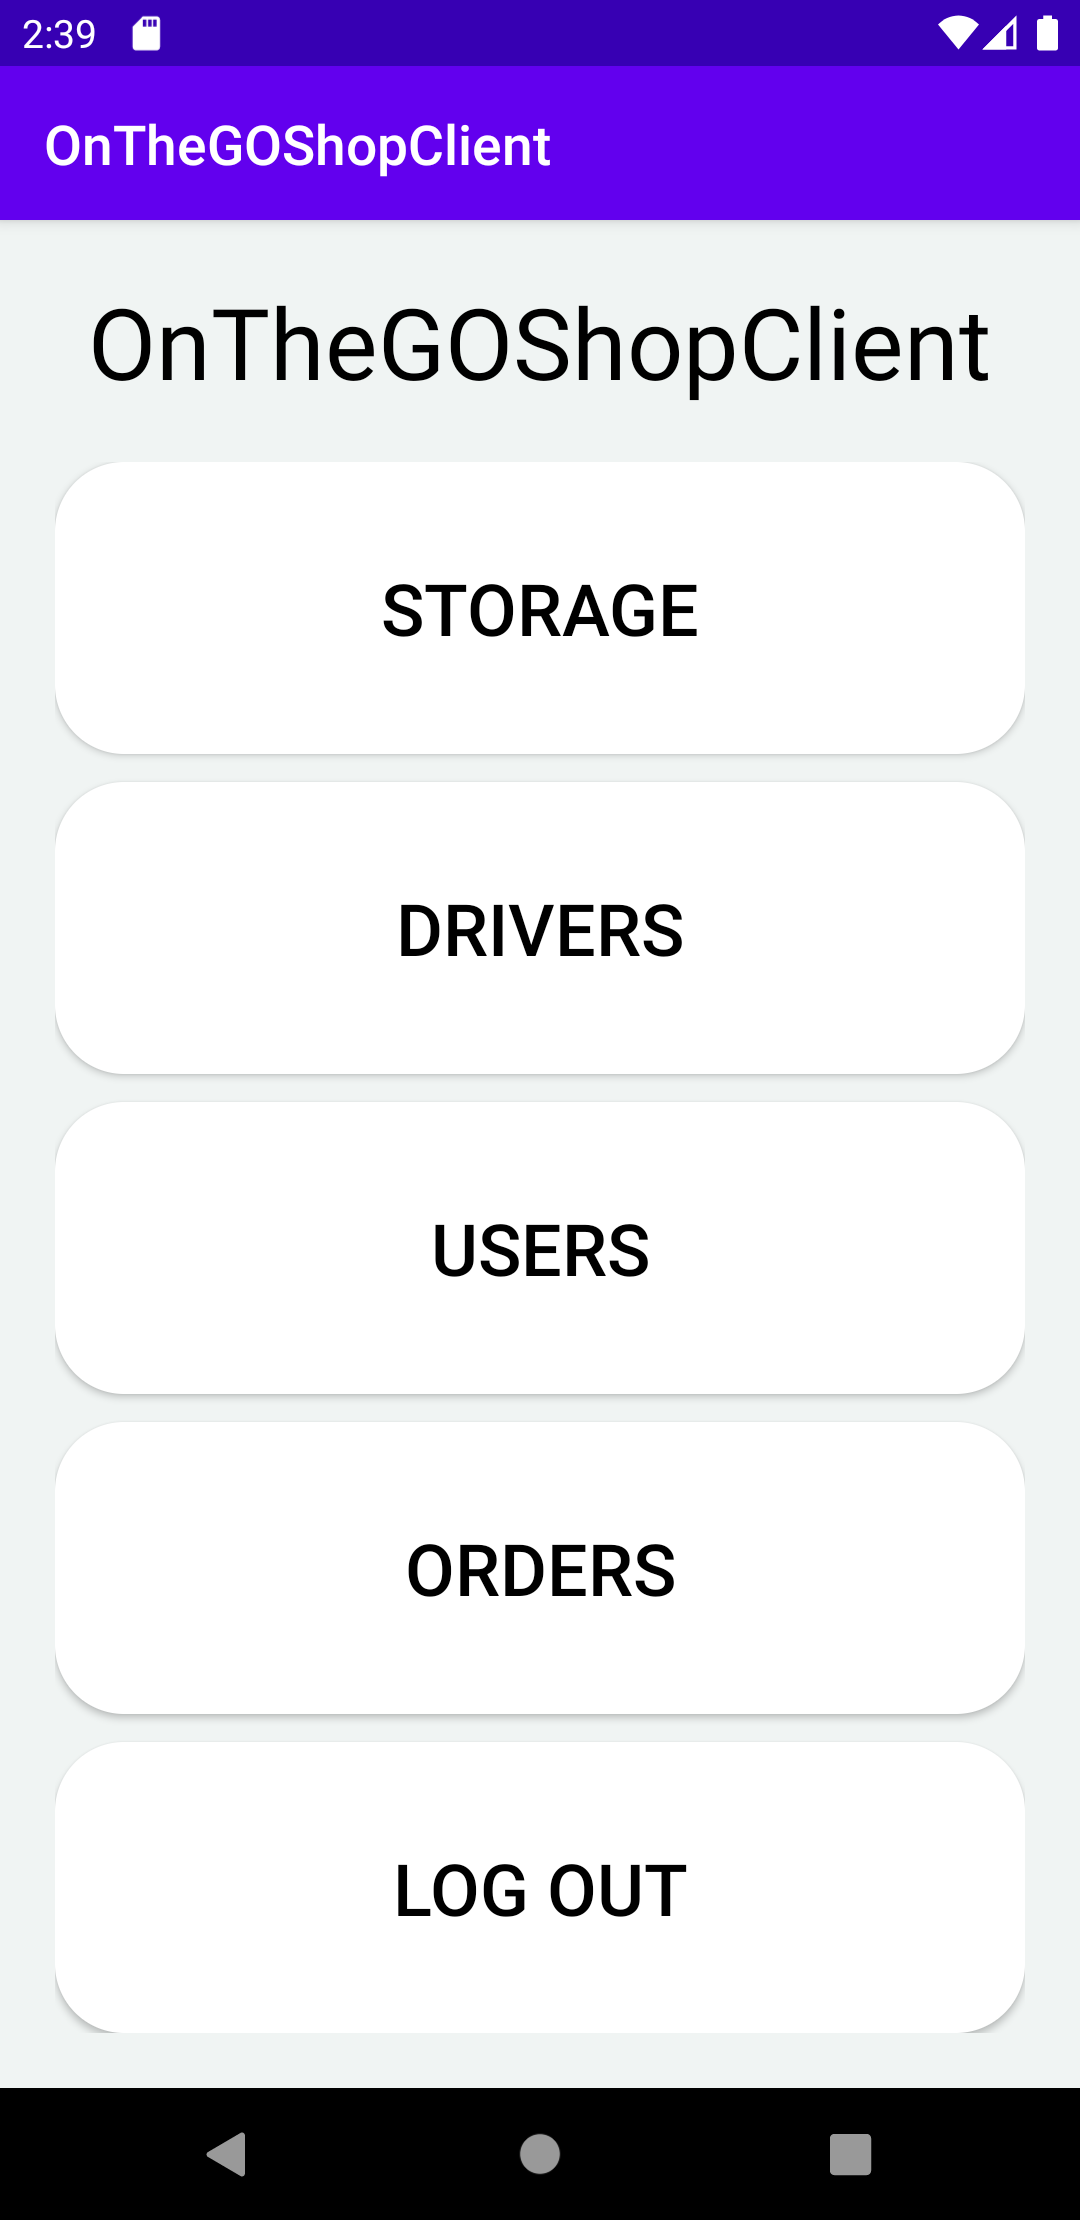 2:39
OnTheGOShopClient
OnTheGOShopClient
STORAGE
DRIVERS
USERS
ORDERS
LOG OUT